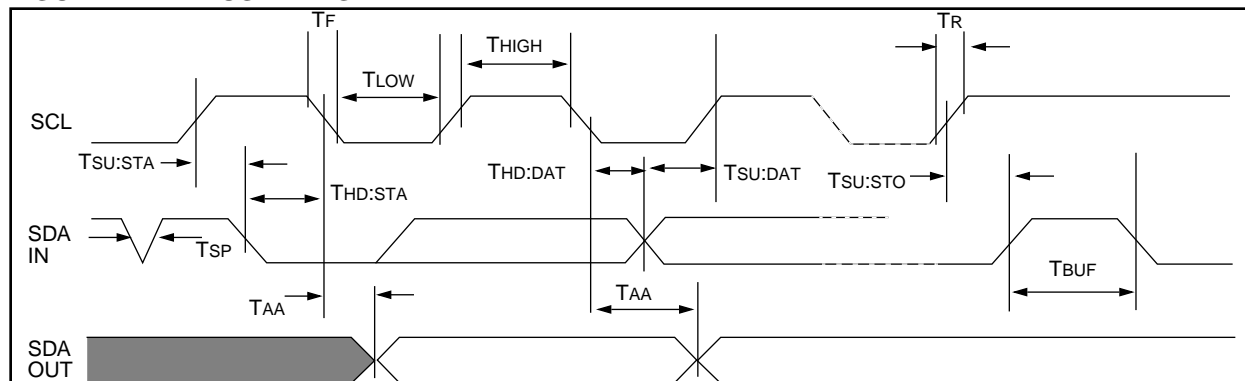 TF
TR
THIGH
TLOW
SCL
TSU:STA
THD:STA
THD:DAT
TSU:DAT
TSU:STO
SDA
IN
TSP
TBUF
TAA
TAA
SDA
OUT